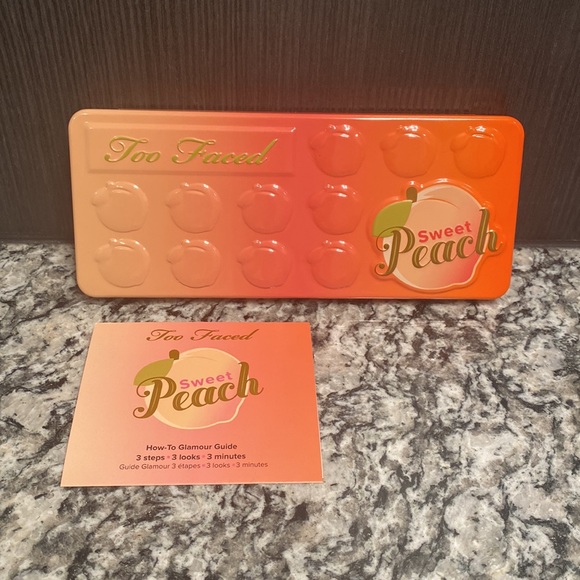 Too Faced
Sweet
Peach
Too Faced
Sweet
Peach
How-To Glamour Guide
3 steps • 3 looks • 3 minutes
Guide Glamour 3 étapes • 3 looks • 3 minutes